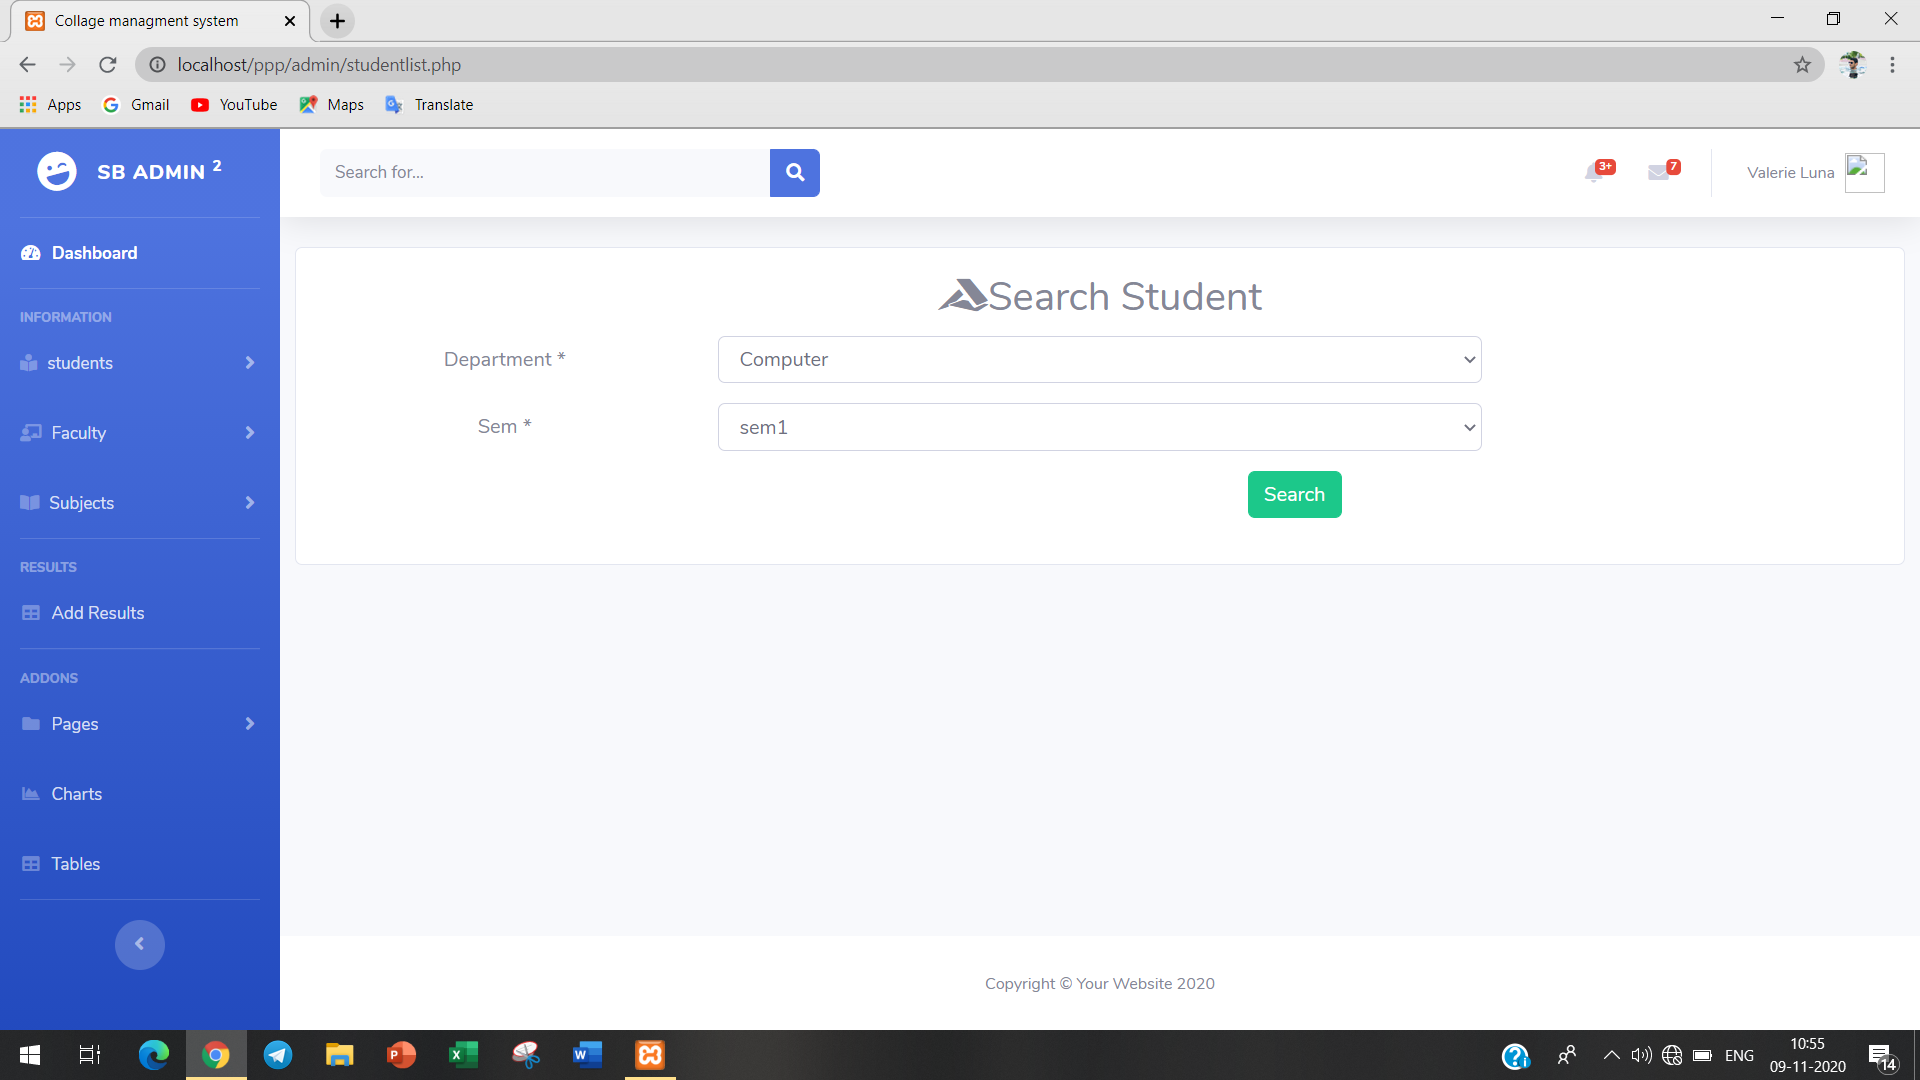 Collage managment system
localhost/ppp/admin/studentlist.php
Apps Gmail YouTube Maps Translate
SB ADMIN 2
Search for...
3+
7
Valerie Luna
Dashboard
INFORMATION
students
Faculty
Subjects
RESULTS
Add Results
ADDONS
Pages
Charts
Tables
Search Student
Department *
Computer
Sem *
sem1
Search
Copyright © Your Website 2020
ENG
10:55
09-11-2020
14